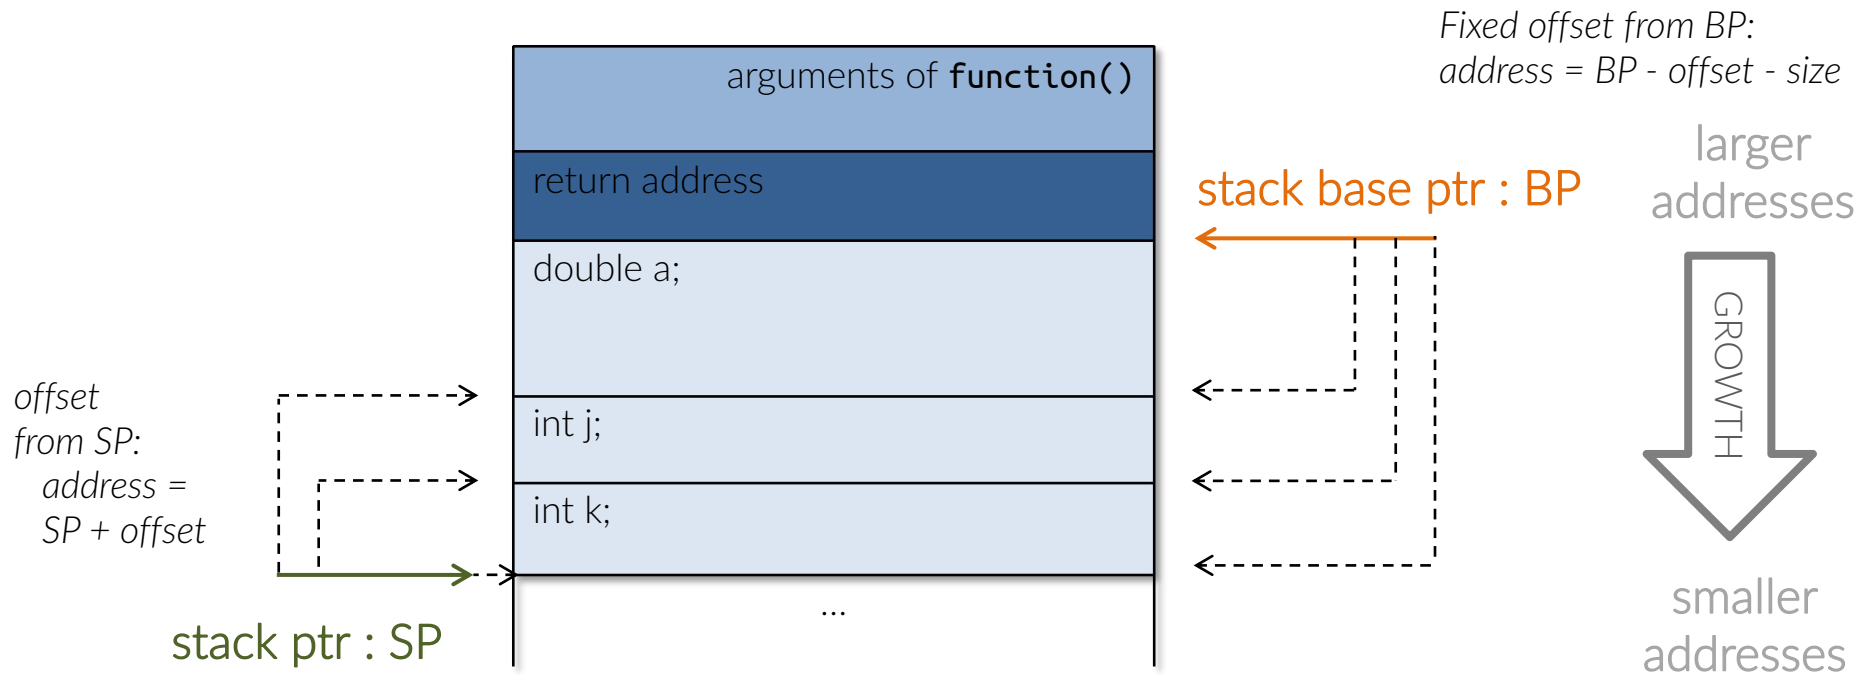 Fixed offset from BP:
address = BP - offset - size
arguments of function()
larger
addresses
return address
stack base ptr : BP
double a;
GROWTH
offset
from SP:
address =
SP + offset
int j;
int k;
...
stack ptr : SP
smaller
addresses